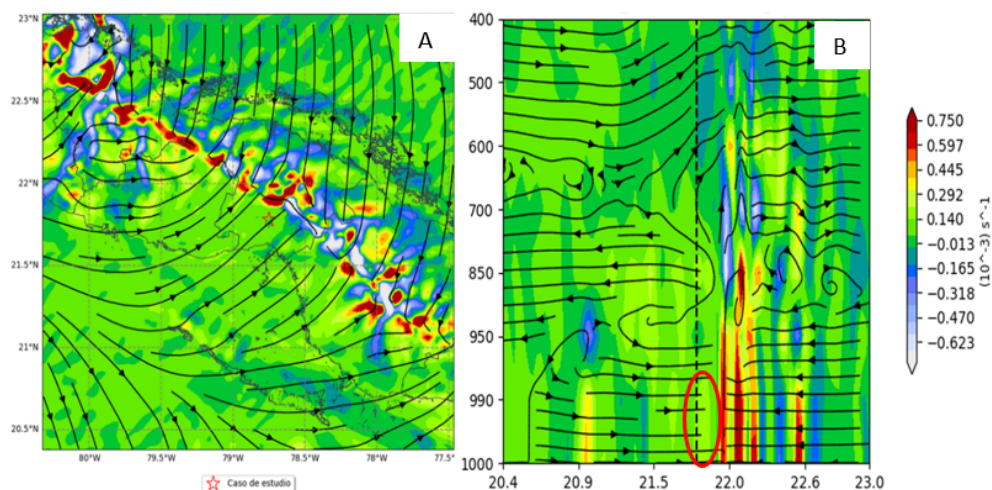 A
23°N
22.5°N
22°N
21.5°N
21°N
20.5°N
80°W 79.5°W 79°W 78.5°W 78°W 77.5°W
Caso de estudio
B
400
500
600
700
850
950
990
1000
20.4 20.9 21.5 22.0 22.6 23.0
0.750
0.597
0.445
0.292
0.140
−0.013
−0.165
−0.318
−0.470
−0.623
(10^-3) s^-1